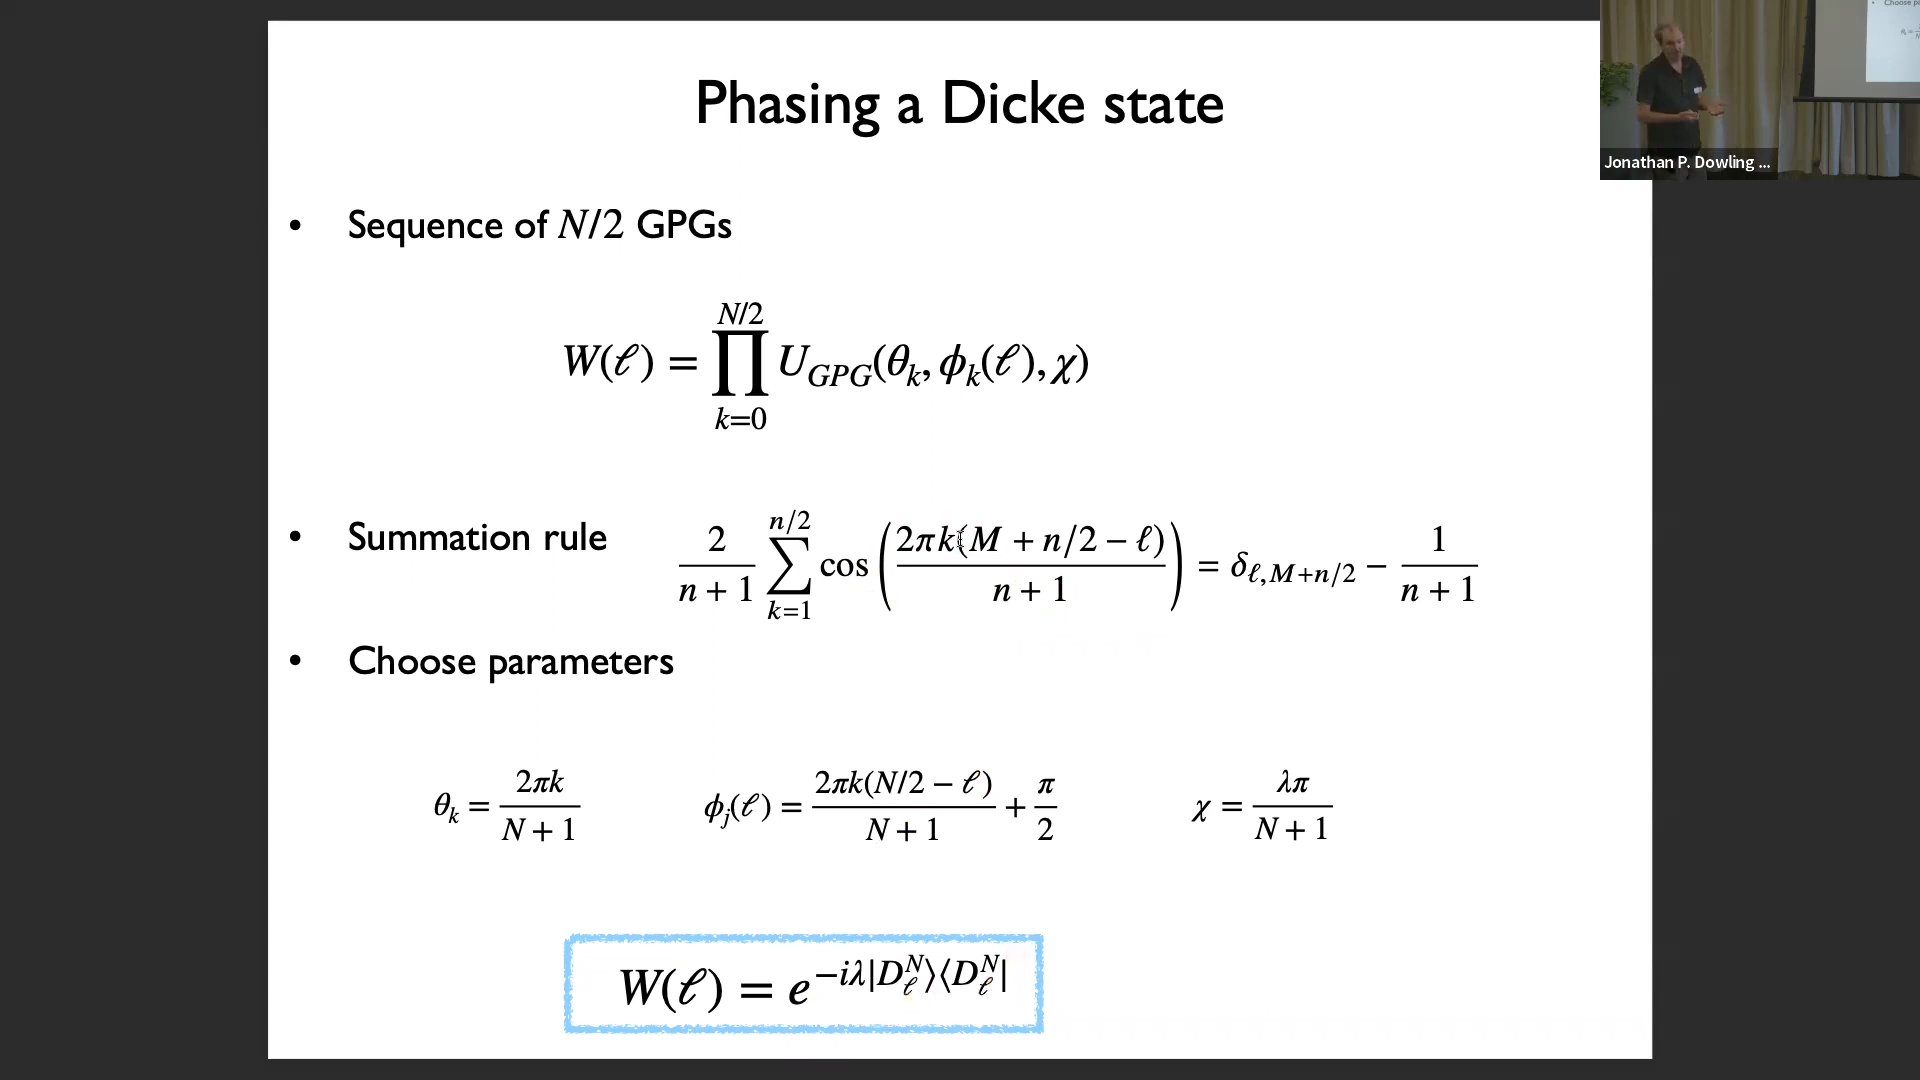 Phasing a Dicke state
Jonathan P. Dowling ...
• Sequence of N/2 GPGs
W(ℓ) = ∏_{k=0}^{N/2} U_{GPG}(θ_k, ϕ_k(ℓ), χ)
• Summation rule 2/(n + 1) ∑_{k=1}^{n/2} cos(2πk(M + n/2 − ℓ)/(n + 1)) = δ_{ℓ,M+n/2} − 1/(n + 1)
• Choose parameters
θ_k = 2πk/(N + 1) ϕ_j(ℓ) = 2πk(N/2 − ℓ)/(N + 1) + π/2 χ = λπ/(N + 1)
W(ℓ) = e^{−iλ|D_ℓ^N⟩⟨D_ℓ^N|}